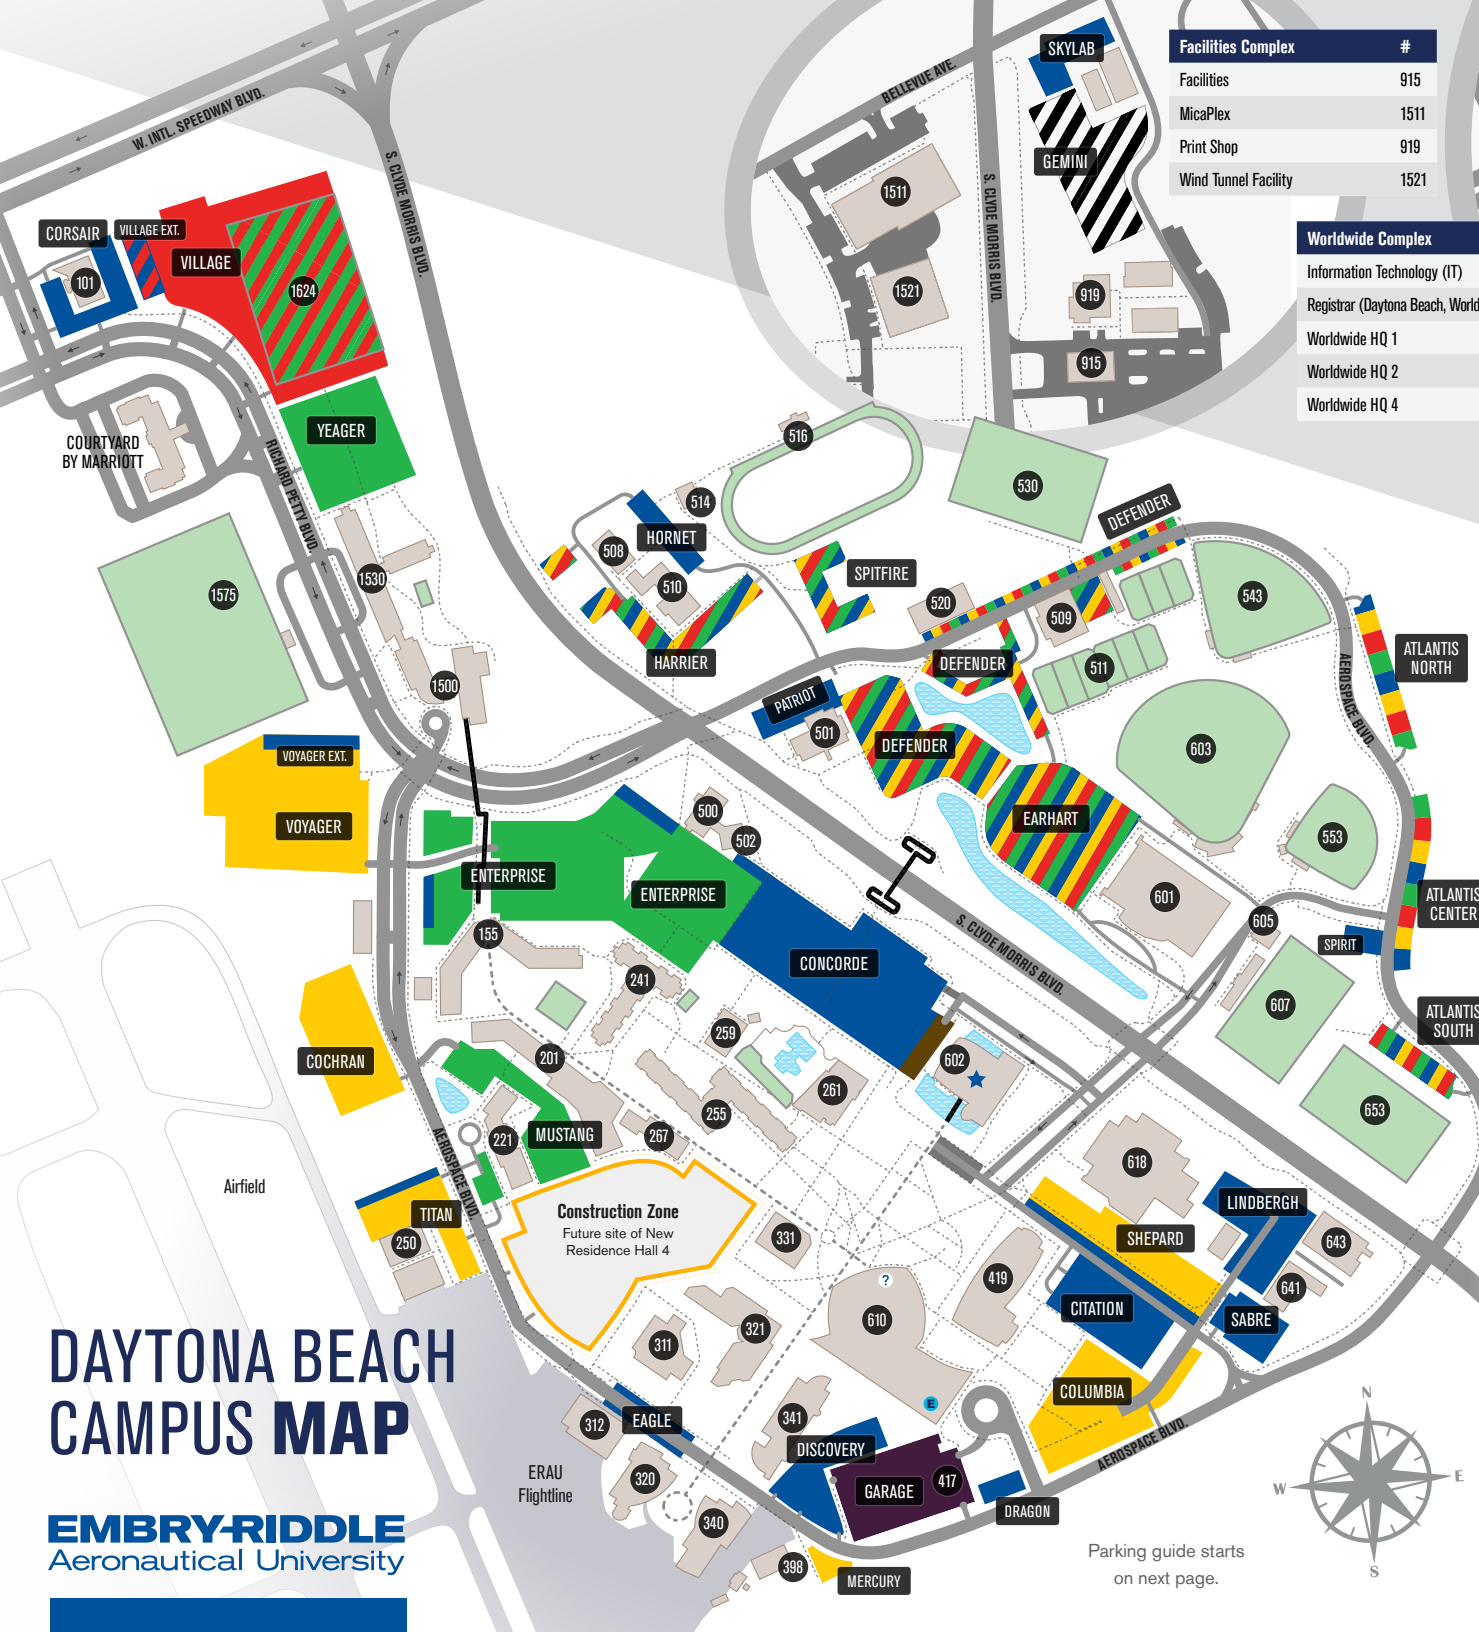 DAYTONA BEACH
CAMPUS MAP
EMBRY-RIDDLE
Aeronautical University
Facilities Complex #
Facilities 915
MicaPlex 1511
Print Shop 919
Wind Tunnel Facility 1521
Worldwide Complex
Information Technology (IT)
Registrar (Daytona Beach, World
Worldwide HQ 1
Worldwide HQ 2
Worldwide HQ 4
SKYLAB
BELLEVUE AVE.
GEMINI
1511
S. CLYDE MORRIS BLVD.
1521
919
915
W. INTL. SPEEDWAY BLVD.
S. CLYDE MORRIS BLVD.
CORSAIR
VILLAGE EXT.
VILLAGE
101
1624
YEAGER
COURTYARD
BY MARRIOTT
RICHARD PETTY BLVD.
516
530
514
HORNET
508
510
HARRIER
SPITFIRE
DEFENDER
520
509
543
1575
1530
1500
DEFENDER
511
ATLANTIS
NORTH
AEROSPACE BLVD.
PATRIOT
501
DEFENDER
603
VOYAGER EXT.
VOYAGER
500
502
EARHART
553
ENTERPRISE
ENTERPRISE
601
605
ATLANTIS
CENTER
SPIRIT
155
CONCORDE
S. CLYDE MORRIS BLVD.
241
607
ATLANTIS
SOUTH
COCHRAN
201
259
602
261
255
653
221
MUSTANG
267
AEROSPACE BLVD.
618
Airfield
TITAN
250
Construction Zone
Future site of New
Residence Hall 4
331
?
LINDBERGH
SHEPARD
643
419
641
CITATION
SABRE
610
321
311
COLUMBIA
E
312
EAGLE
341
DISCOVERY
AEROSPACE BLVD.
ERAU
Flightline
320
GARAGE
417
DRAGON
340
398
MERCURY
N
W
E
S
Parking guide starts
on next page.